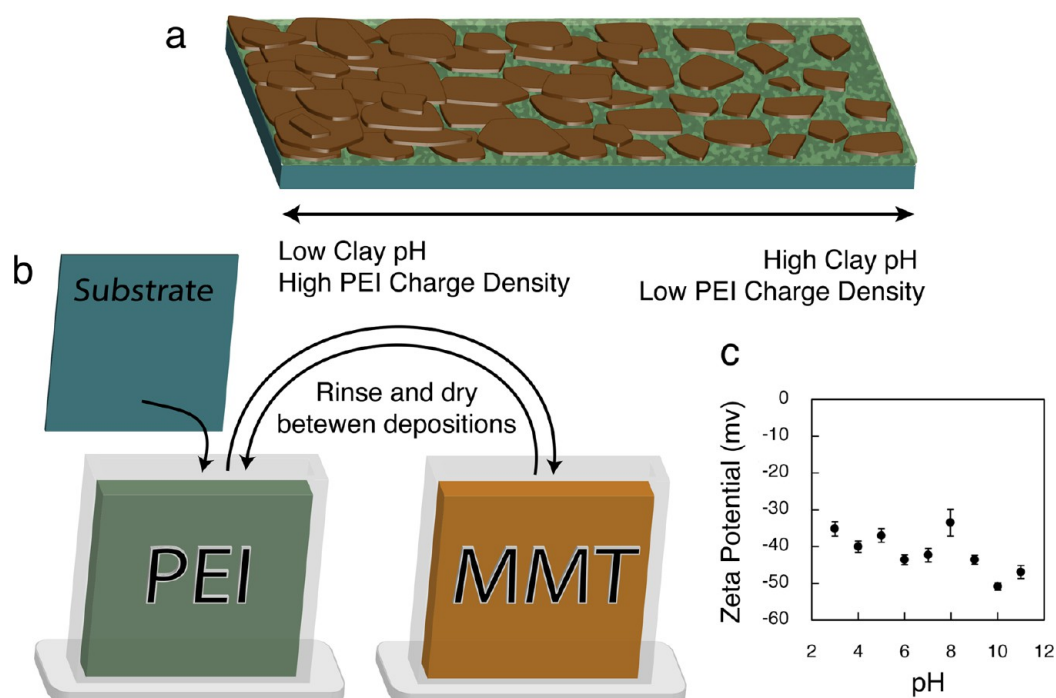 a
Low Clay pH
High PEI Charge Density
High Clay pH
Low PEI Charge Density
b
Substrate
Rinse and dry
betewen depositions
PEI
MMT
c
Zeta Potential (mv)
0
-10
-20
-30
-40
-50
-60
2 4 6 8 10 12
pH